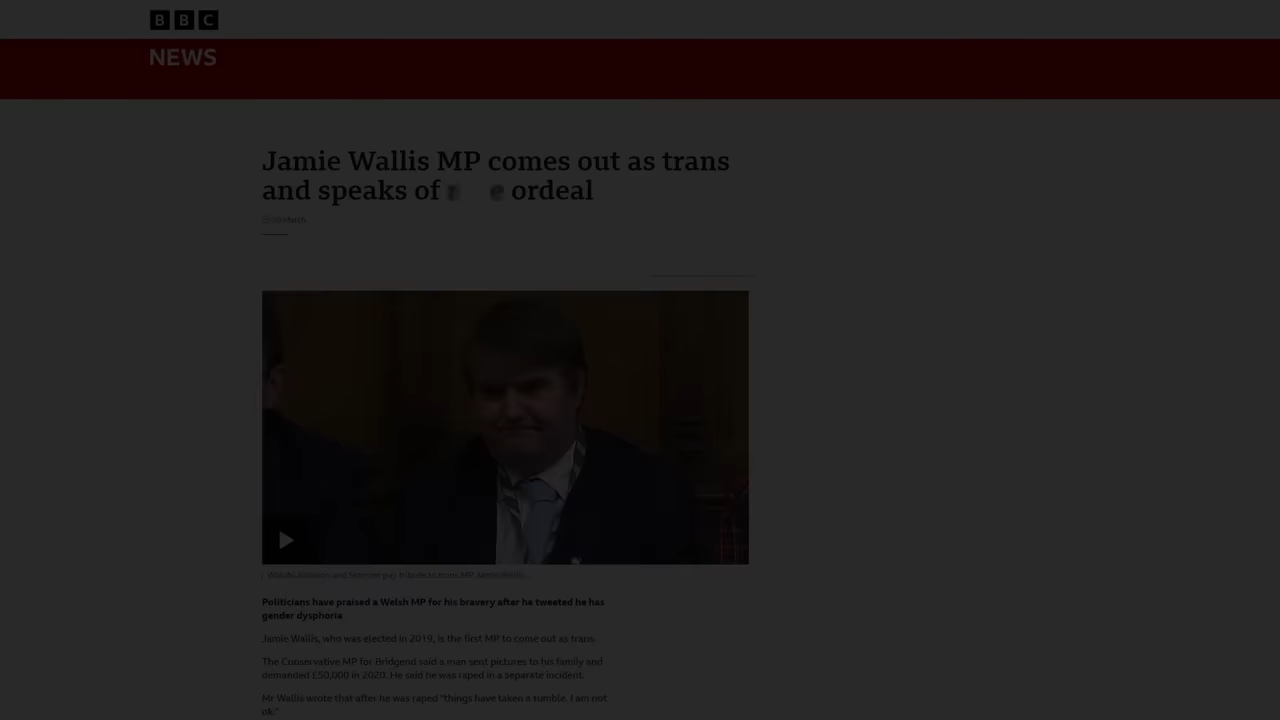 BBC
NEWS
Jamie Wallis MP comes out as trans
and speaks of r e ordeal
30 March
Watch: Johnson and Starmer pay tribute to trans MP Jamie Wallis
Politicians have praised a Welsh MP for his bravery after he tweeted he has
gender dysphoria
Jamie Wallis, who was elected in 2019, is the first MP to come out as trans.
The Conservative MP for Bridgend said a man sent pictures to his family and
demanded £50,000 in 2020. He said he was raped in a separate incident.
Mr Wallis wrote that after he was raped "things have taken a tumble. I am not
ok."